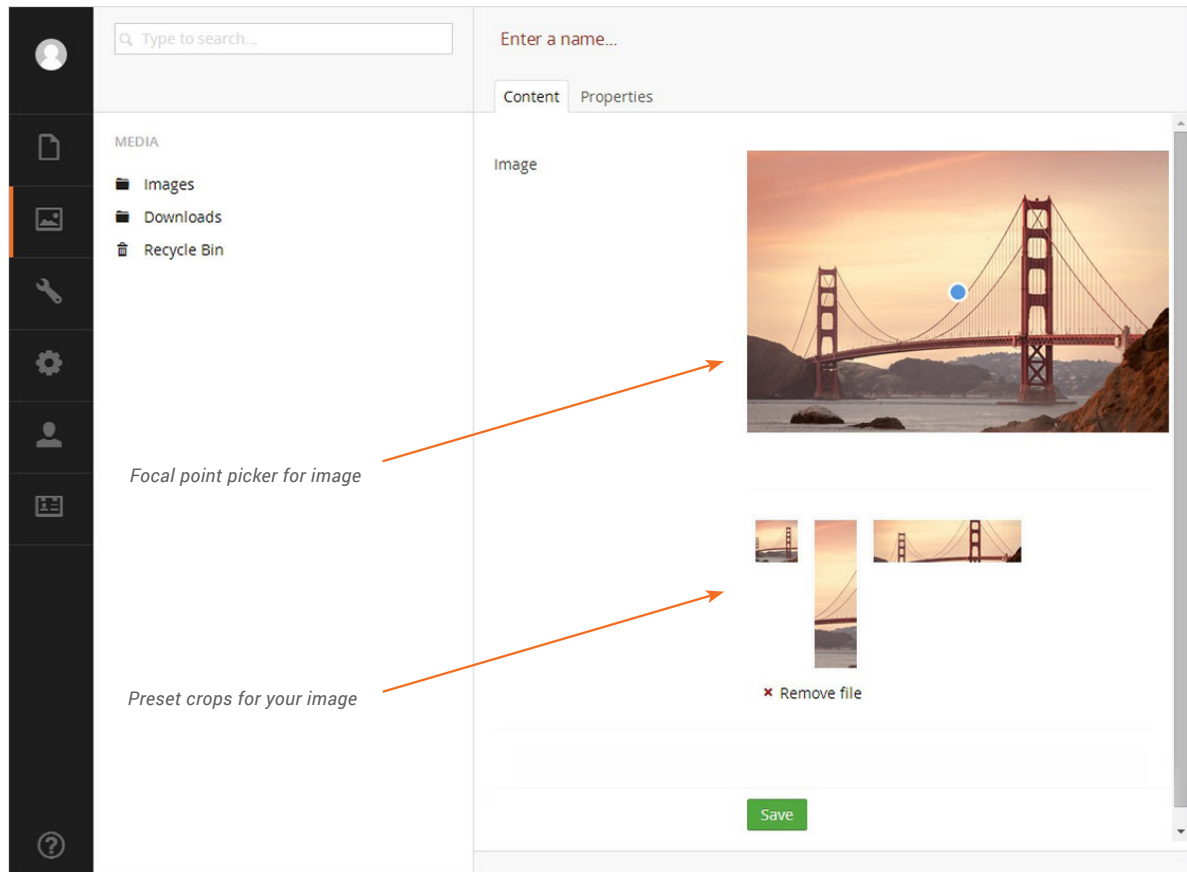 Type to search...
Enter a name...
Content Properties
MEDIA
Images
Downloads
Recycle Bin
Image
Focal point picker for image
Preset crops for your image
Remove file
Save